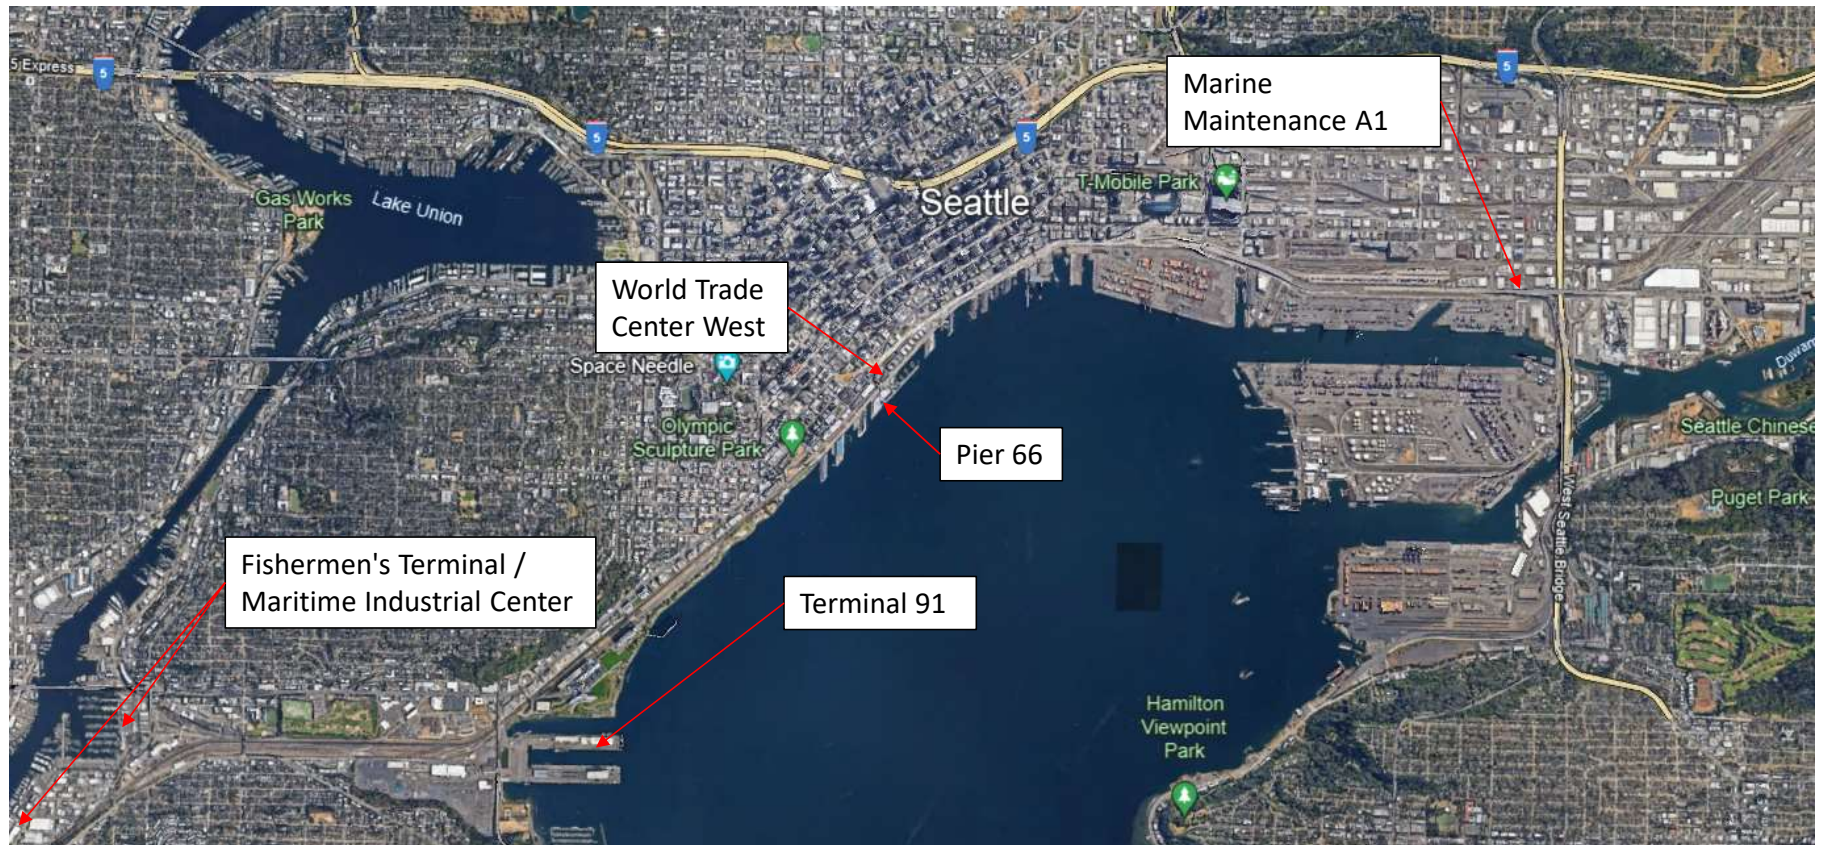 5 Express
5
5
5
5
Marine
Maintenance A1
T-Mobile Park
Seattle
Gas Works
Park
Lake Union
World Trade
Center West
Space Needle
Olympic
Sculpture Park
Pier 66
Duwam
Seattle Chinese
Puget Park
West Seattle Bridge
Fishermen's Terminal /
Maritime Industrial Center
Terminal 91
Hamilton
Viewpoint
Park